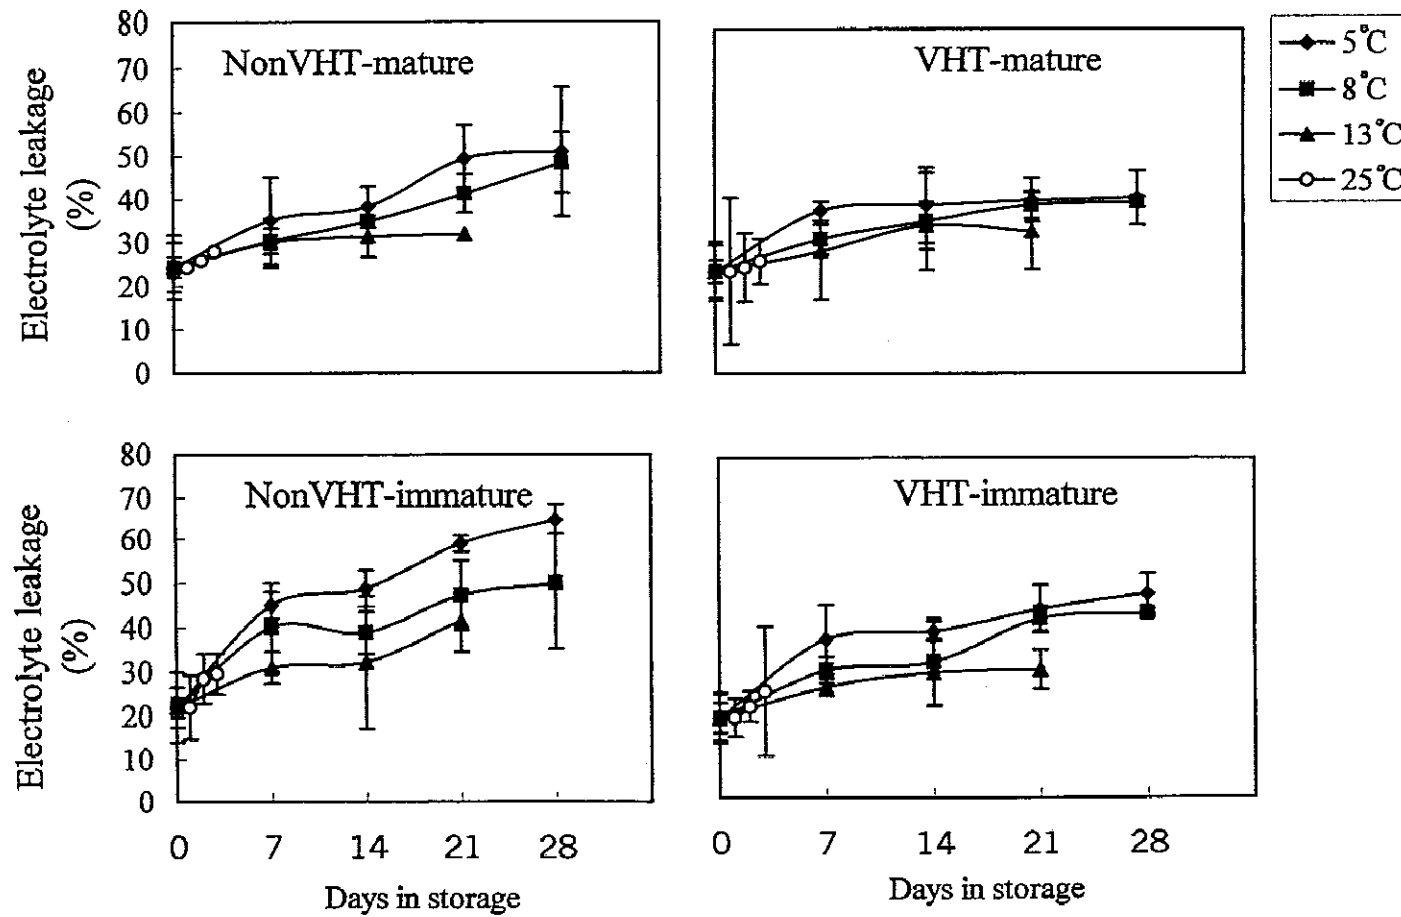 NonVHT-mature
80
70
60
50
40
30
20
10
0
Electrolyte leakage
(%)
VHT-mature
5°C
8°C
13°C
25°C
NonVHT-immature
80
70
60
50
40
30
20
10
0
Electrolyte leakage
(%)
0 7 14 21 28
Days in storage
VHT-immature
0 7 14 21 28
Days in storage